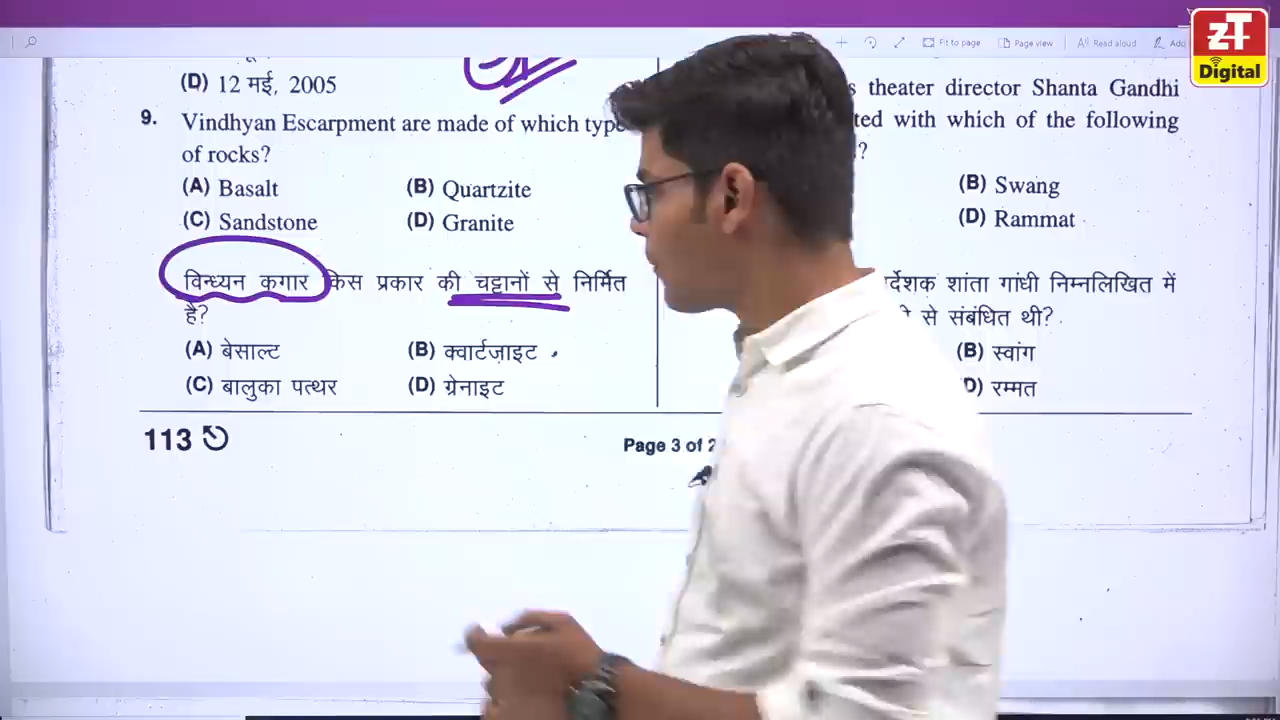 ZT
Digital
Fit to page
Page view
Read aloud
Add
(D) 12 मई, 2005
9. Vindhyan Escarpment are made of which type
of rocks?
(A) Basalt (B) Quartzite
(C) Sandstone (D) Granite
विन्ध्यन कगार किस प्रकार की चट्टानों से निर्मित
है?
(A) बेसाल्ट (B) क्वार्टज़ाइट
(C) बालुका पत्थर (D) ग्रेनाइट
theater director Shanta Gandhi
with which of the following
?
(B) Swang
(D) Rammat
शांता गांधी निम्नलिखित में
से संबंधित थी?
(B) स्वांग
D) रम्मत
113
Page 3 of 2